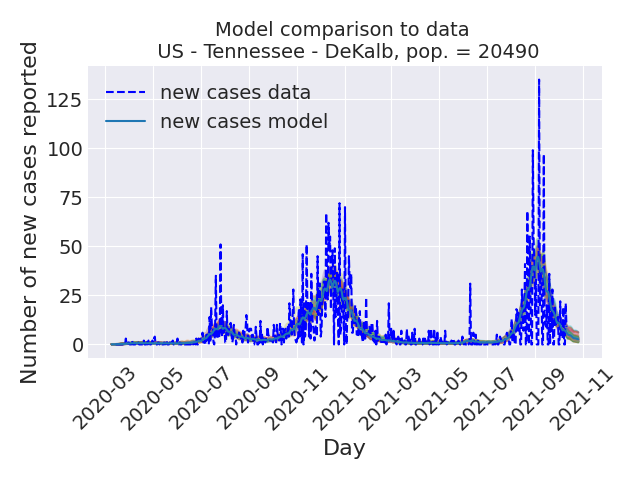 Model comparison to data
US - Tennessee - DeKalb, pop. = 20490
Number of new cases reported
new cases data
new cases model
125
100
75
50
25
0
2020-03
2020-05
2020-07
2020-09
2020-11
2021-01
2021-03
2021-05
2021-07
2021-09
2021-11
Day